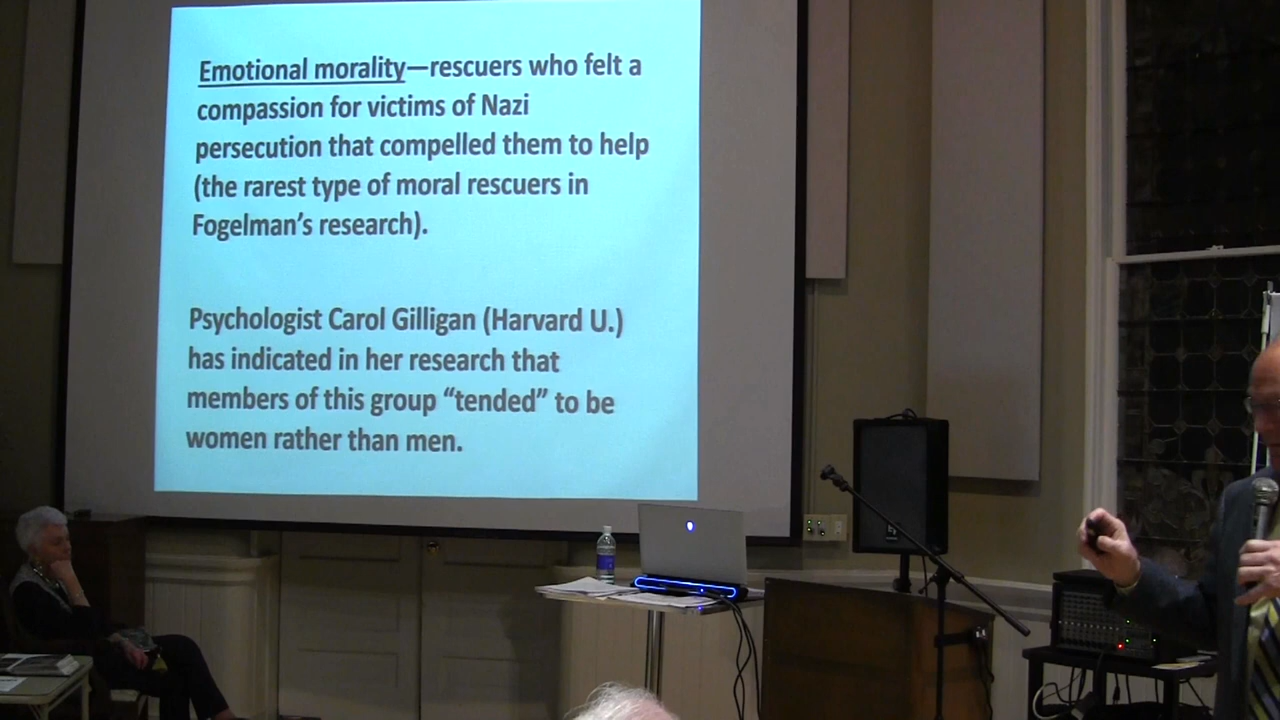 Emotional morality—rescuers who felt a
compassion for victims of Nazi
persecution that compelled them to help
(the rarest type of moral rescuers in
Fogelman’s research).
Psychologist Carol Gilligan (Harvard U.)
has indicated in her research that
members of this group “tended” to be
women rather than men.